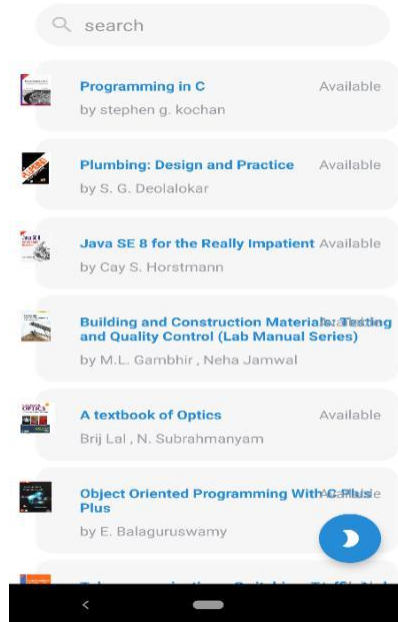 search
Programming in C Available
by stephen g. kochan
Plumbing: Design and Practice Available
by S. G. Deolalokar
Java SE 8 for the Really Impatient Available
by Cay S. Horstmann
Building and Construction Materials: Testing Available
and Quality Control (Lab Manual Series)
by M.L. Gambhir , Neha Jamwal
A textbook of Optics Available
Brij Lal , N. Subrahmanyam
Object Oriented Programming With C Plus Available
Plus
by E. Balaguruswamy